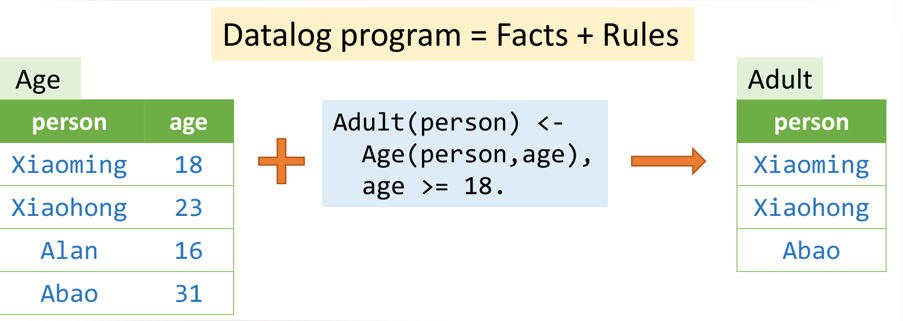 Datalog program = Facts + Rules
Age
person age
Xiaoming 18
Xiaohong 23
Alan 16
Abao 31
Adult(person) <-
Age(person,age),
age >= 18.
Adult
person
Xiaoming
Xiaohong
Abao